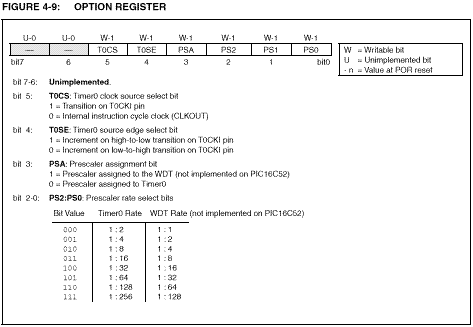 FIGURE 4-9: OPTION REGISTER
U-0 U-0 W-1 W-1 W-1 W-1 W-1 W-1
— — T0CS T0SE PSA PS2 PS1 PS0
bit7 6 5 4 3 2 1 bit0
W = Writable bit
U = Unimplemented bit
- n = Value at POR reset
bit 7-6: Unimplemented.
bit 5: T0CS: Timer0 clock source select bit
1 = Transition on T0CKI pin
0 = Internal instruction cycle clock (CLKOUT)
bit 4: T0SE: Timer0 source edge select bit
1 = Increment on high-to-low transition on T0CKI pin
0 = Increment on low-to-high transition on T0CKI pin
bit 3: PSA: Prescaler assignment bit
1 = Prescaler assigned to the WDT (not implemented on PIC16C52)
0 = Prescaler assigned to Timer0
bit 2-0: PS2:PS0: Prescaler rate select bits
Bit Value Timer0 Rate WDT Rate (not implemented on PIC16C52)
000 1 : 2 1 : 1
001 1 : 4 1 : 2
010 1 : 8 1 : 4
011 1 : 16 1 : 8
100 1 : 32 1 : 16
101 1 : 64 1 : 32
110 1 : 128 1 : 64
111 1 : 256 1 : 128